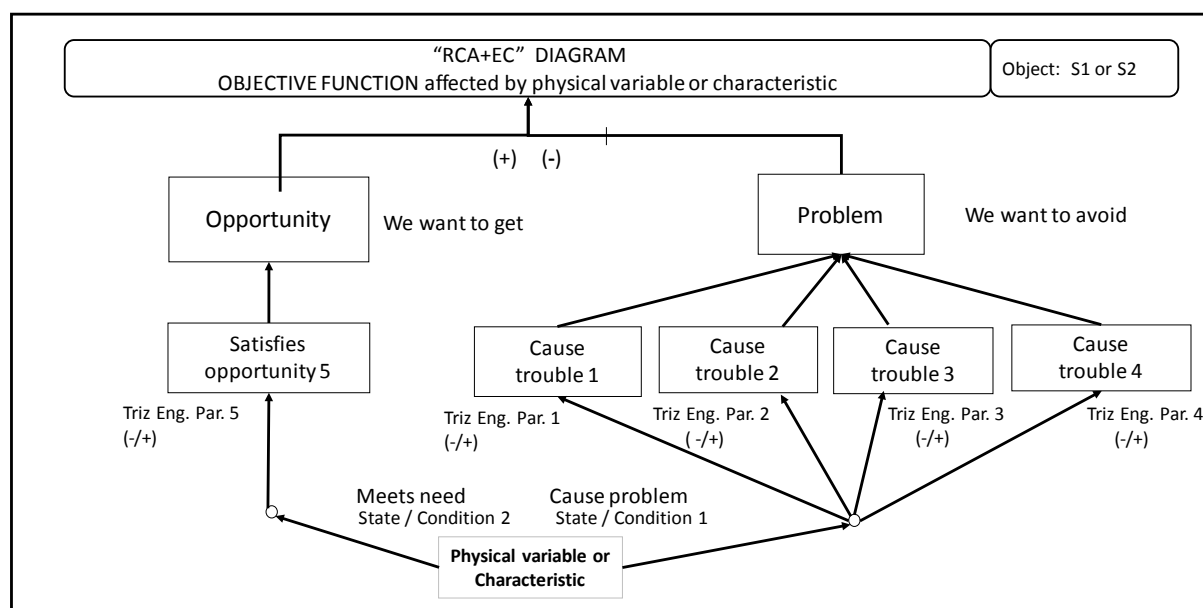 “RCA+EC” DIAGRAM
OBJECTIVE FUNCTION affected by physical variable or characteristic
Object: S1 or S2
(+) (-)
Opportunity
We want to get
Problem
We want to avoid
Satisfies
opportunity 5
Cause
trouble 1
Cause
trouble 2
Cause
trouble 3
Cause
trouble 4
Triz Eng. Par. 5
(-/+)
Triz Eng. Par. 1
(-/+)
Triz Eng. Par. 2
( -/+)
Triz Eng. Par. 3
(-/+)
Triz Eng. Par. 4
(-/+)
Meets need
State / Condition 2
Cause problem
State / Condition 1
Physical variable or
Characteristic